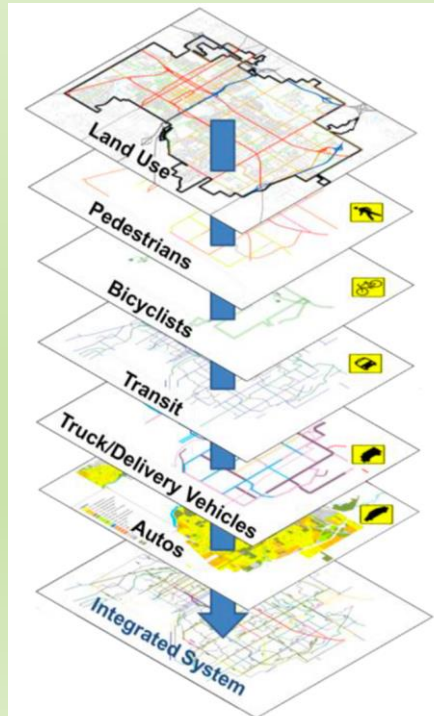 Land Use
Pedestrians
Bicyclists
Transit
Truck/Delivery Vehicles
Autos
Integrated System